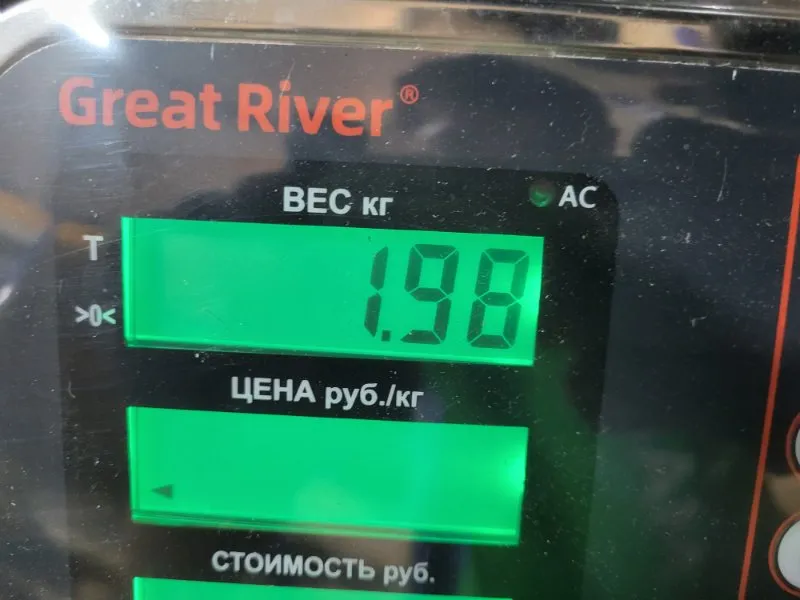 Great River®
ВЕС кг
AC
T
1.98
>0<
ЦЕНА руб./кг
СТОИМОСТЬ руб.